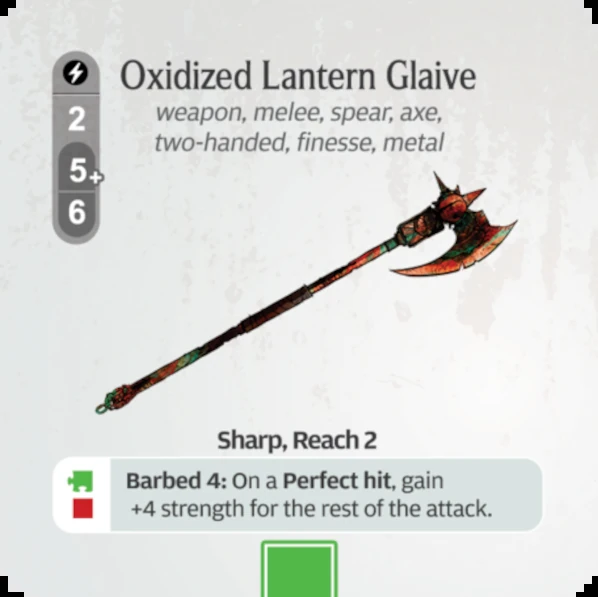 Oxidized Lantern Glaive
weapon, melee, spear, axe,
two-handed, finesse, metal
2
5+
6
Sharp, Reach 2
Barbed 4: On a Perfect hit, gain
+4 strength for the rest of the attack.